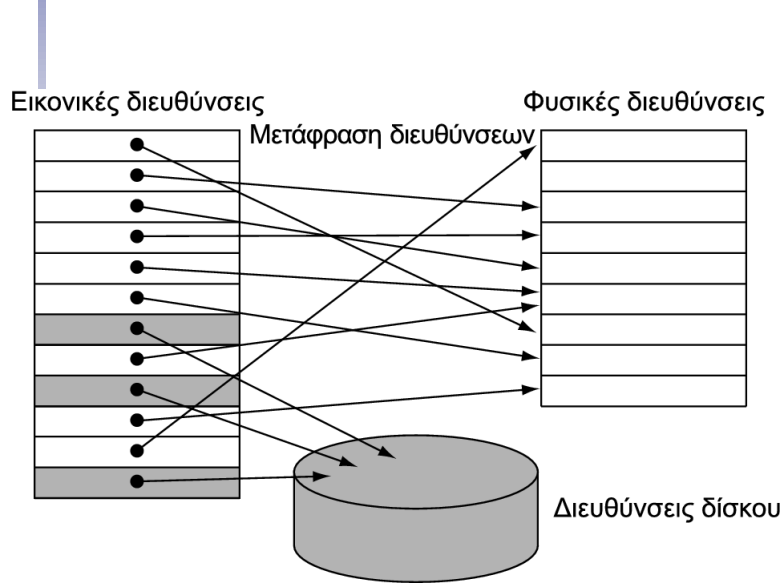 Εικονικές διευθύνσεις
Φυσικές διευθύνσεις
Μετάφραση διευθύνσεων
Διευθύνσεις δίσκου